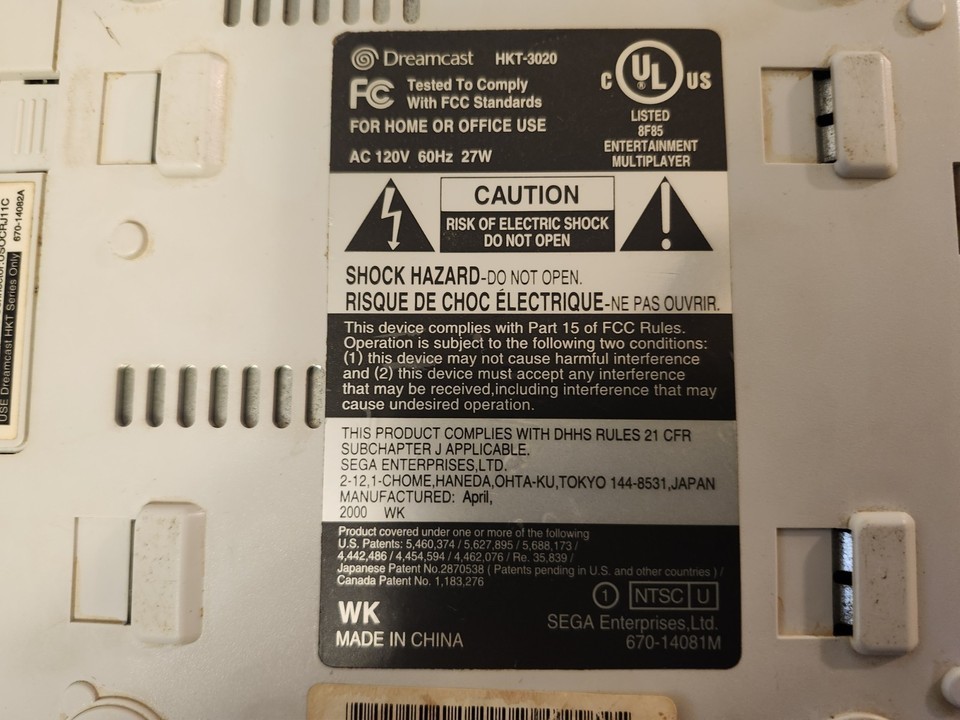 Dreamcast HKT-3020
FC Tested To Comply
With FCC Standards
FOR HOME OR OFFICE USE
AC 120V 60Hz 27W
C UL ® US
LISTED
8F85
ENTERTAINMENT
MULTIPLAYER
CAUTION
RISK OF ELECTRIC SHOCK
DO NOT OPEN
SHOCK HAZARD-DO NOT OPEN.
RISQUE DE CHOC ÉLECTRIQUE-NE PAS OUVRIR.
This device complies with Part 15 of FCC Rules.
Operation is subject to the following two conditions:
(1) this device may not cause harmful interference
and (2) this device must accept any interference
that may be received,including interference that may
cause undesired operation.
THIS PRODUCT COMPLIES WITH DHHS RULES 21 CFR
SUBCHAPTER J APPLICABLE.
SEGA ENTERPRISES,LTD.
2-12,1-CHOME,HANEDA,OHTA-KU,TOKYO 144-8531,JAPAN
MANUFACTURED: April,
2000 WK
Product covered under one or more of the following
U.S. Patents: 5,460,374 / 5,627,895 / 5,688,173 /
4,442,486 / 4,454,594 / 4,462,076 / Re. 35,839 /
Japanese Patent No.2870538 ( Patents pending in U.S. and other countries ) /
Canada Patent No. 1,183,276
1 NTSC U
WK
SEGA Enterprises,Ltd.
MADE IN CHINA
670-14081M
USOCRJ11C
670-14082A
USE Dreamcast HKT Series Only